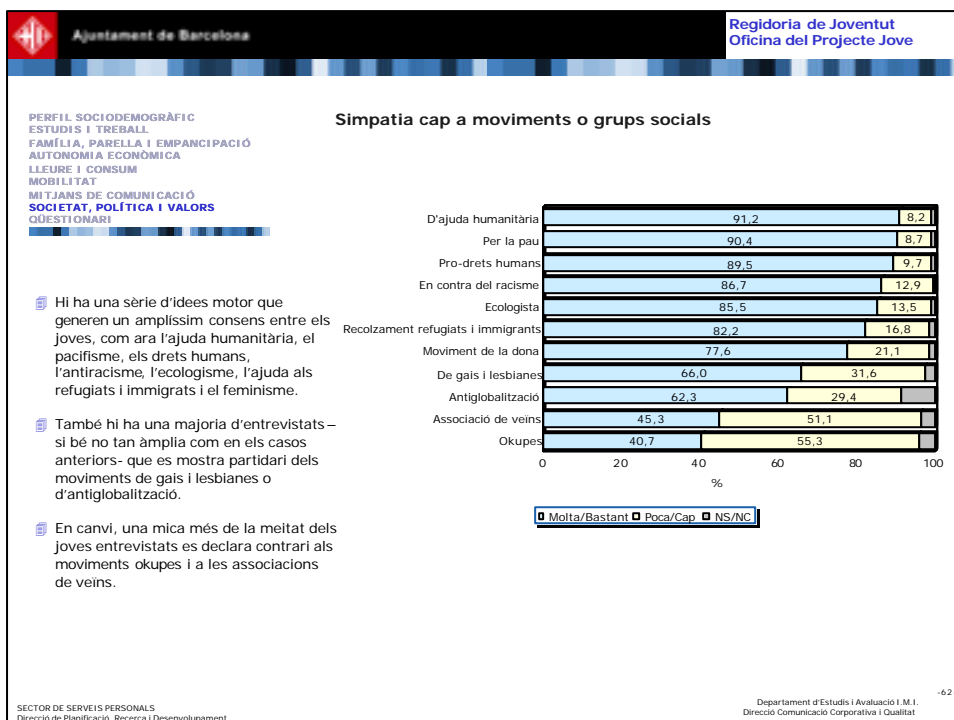 Ajuntament de Barcelona
Regidoria de Joventut
Oficina del Projecte Jove
PERFIL SOCIODEMOGRÀFIC
ESTUDIS I TREBALL
FAMÍLIA, PARELLA I EMPANCIPACIÓ
AUTONOMIA ECONÒMICA
LLEURE I CONSUM
MOBILITAT
MITJANS DE COMUNICACIÓ
SOCIETAT, POLÍTICA I VALORS
QÜESTIONARI
Simpatia cap a moviments o grups socials
Hi ha una sèrie d'idees motor que
generen un amplíssim consens entre els
joves, com ara l'ajuda humanitària, el
pacifisme, els drets humans,
l'antiracisme, l'ecologisme, l'ajuda als
refugiats i immigrats i el feminisme.
També hi ha una majoria d'entrevistats –
si bé no tan àmplia com en els casos
anteriors- que es mostra partidari dels
moviments de gais i lesbianes o
d'antiglobalització.
En canvi, una mica més de la meitat dels
joves entrevistats es declara contrari als
moviments okupes i a les associacions
de veïns.
D'ajuda humanitària 91,2 8,2
Per la pau 90,4 8,7
Pro-drets humans 89,5 9,7
En contra del racisme 86,7 12,9
Ecologista 85,5 13,5
Recolzament refugiats i immigrants 82,2 16,8
Moviment de la dona 77,6 21,1
De gais i lesbianes 66,0 31,6
Antiglobalització 62,3 29,4
Associació de veïns 45,3 51,1
Okupes 40,7 55,3
0 20 40 60 80 100
%
Molta/Bastant Poca/Cap NS/NC
SECTOR DE SERVEIS PERSONALS
Direcció de Planificació, Recerca i Desenvolupament
-62
Departament d'Estudis i Avaluació I.M.I.
Direcció Comunicació Corporativa i Qualitat